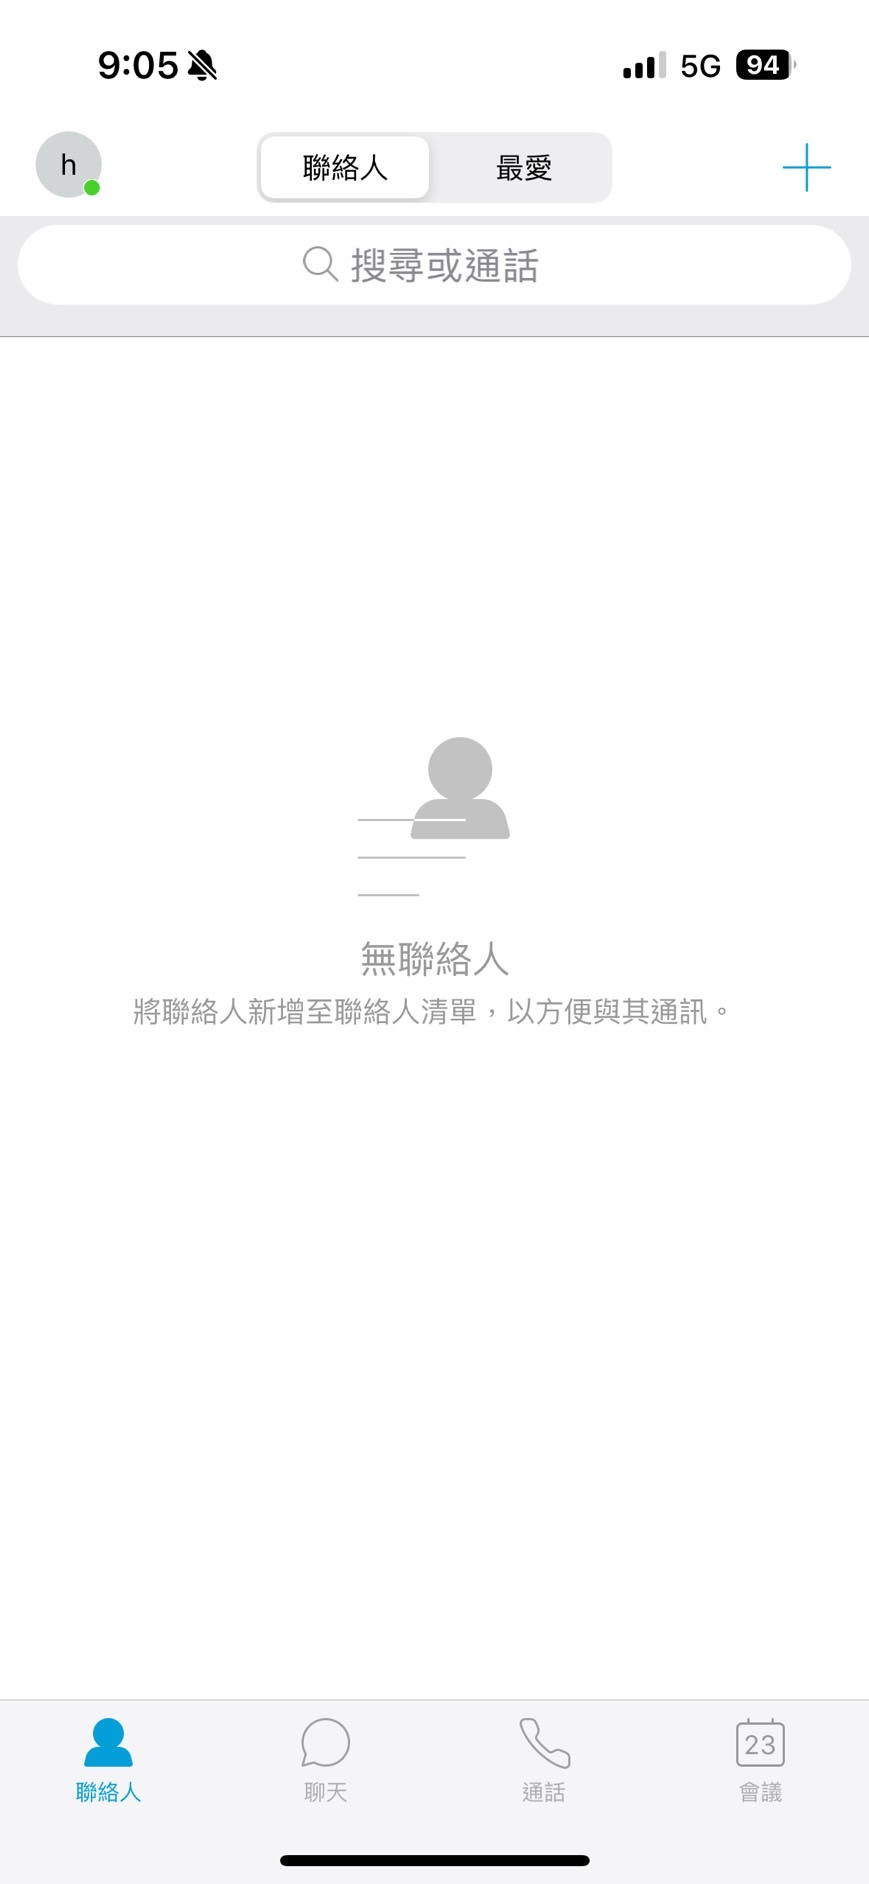 9:05
5G
94
h
聯絡人
最愛
搜尋或通話
無聯絡人
將聯絡人新增至聯絡人清單，以方便與其通訊。
23
聯絡人
聊天
通話
會議